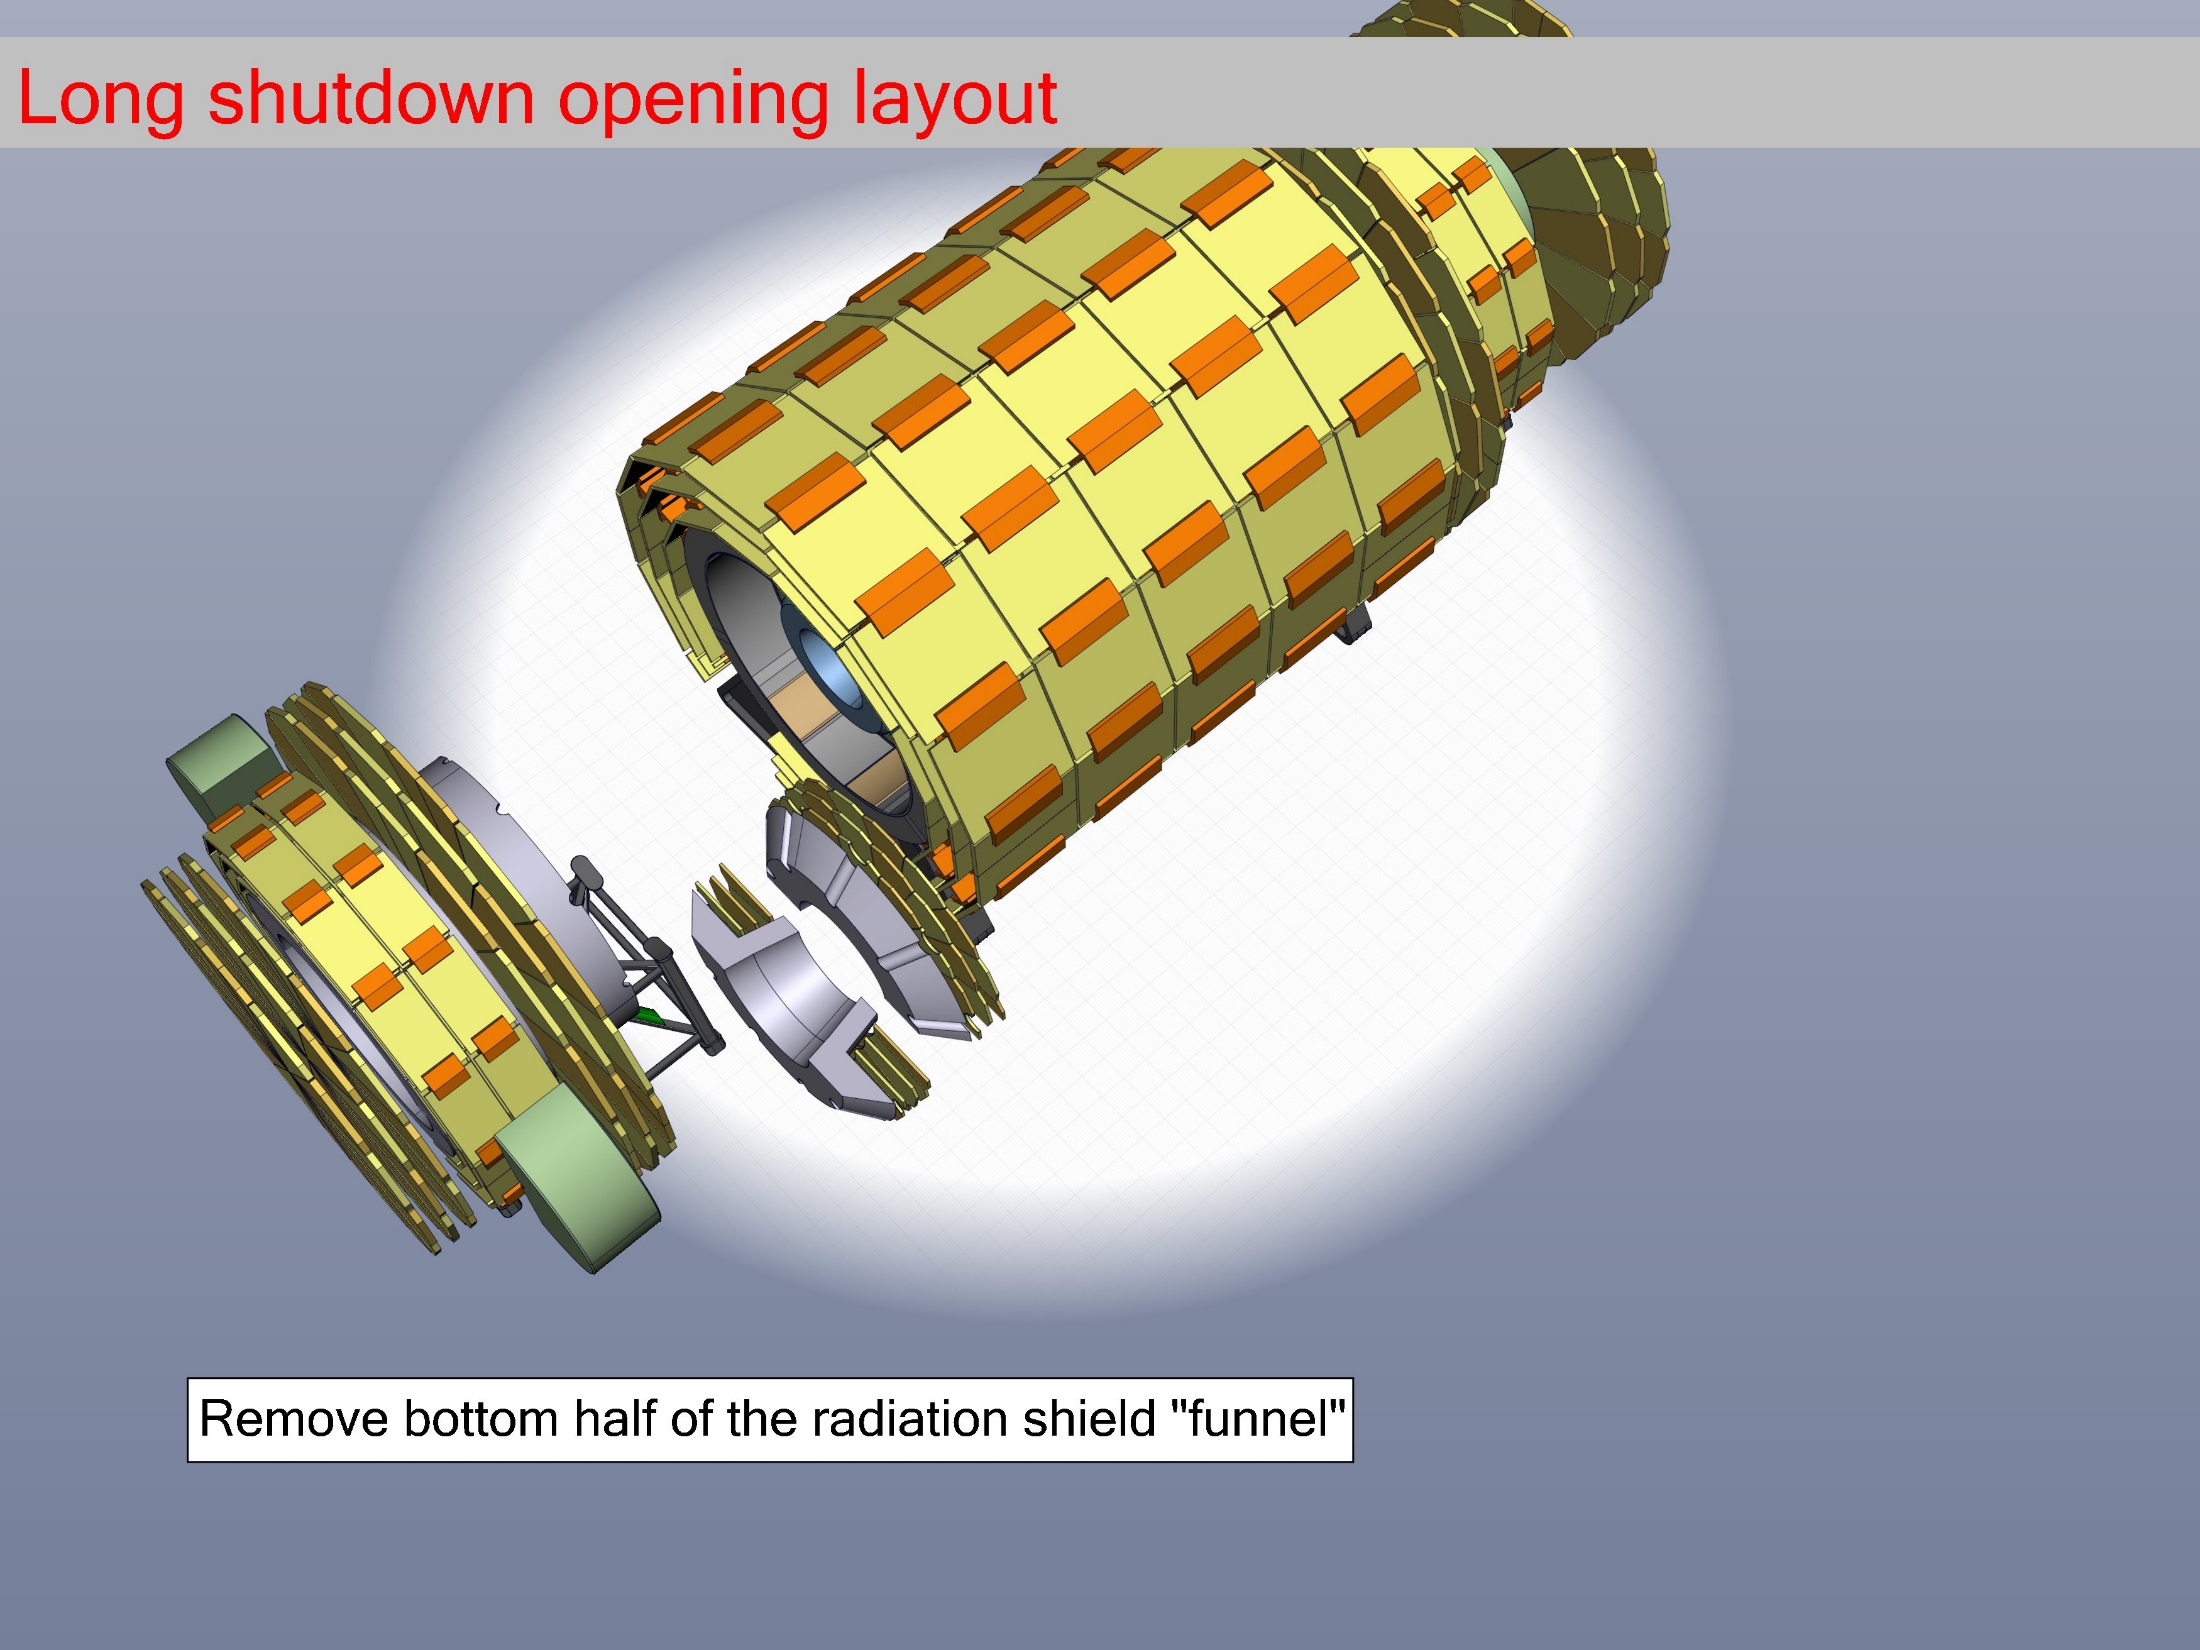 Long shutdown opening layout
Remove bottom half of the radiation shield "funnel"